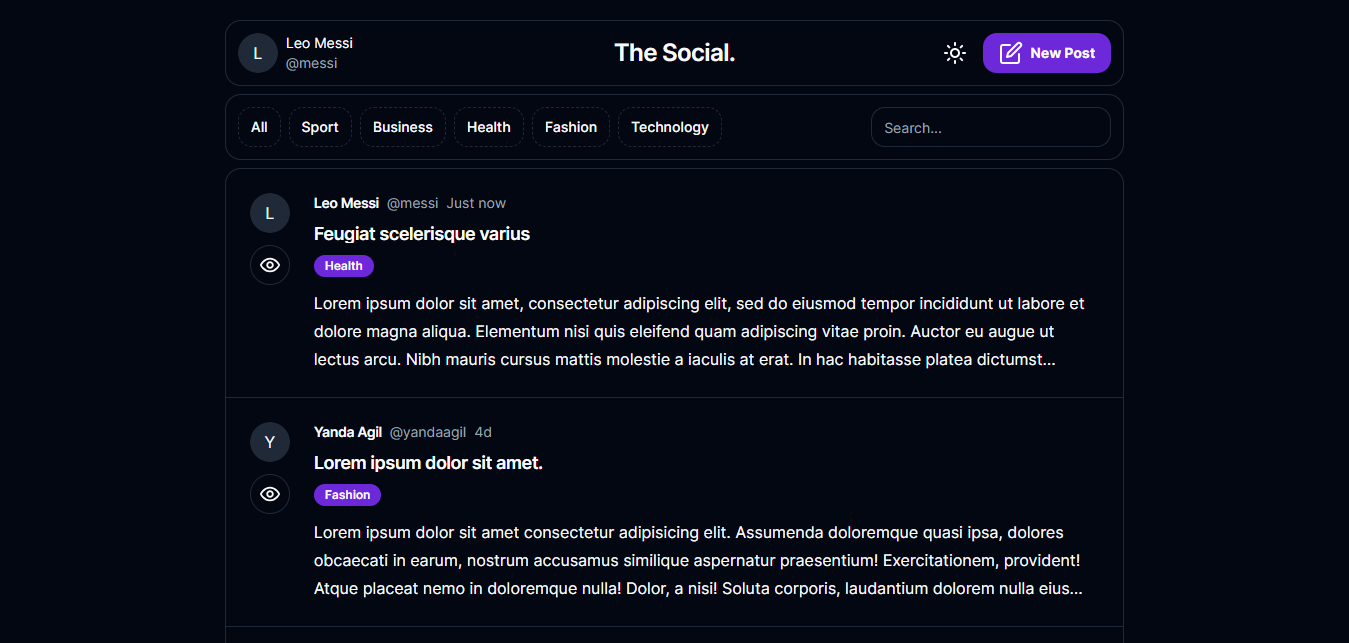 L
Leo Messi
@messi
The Social.
New Post
All Sport Business Health Fashion Technology
Search...
L
Leo Messi @messi Just now
Feugiat scelerisque varius
Health
Lorem ipsum dolor sit amet, consectetur adipiscing elit, sed do eiusmod tempor incididunt ut labore et
dolore magna aliqua. Elementum nisi quis eleifend quam adipiscing vitae proin. Auctor eu augue ut
lectus arcu. Nibh mauris cursus mattis molestie a iaculis at erat. In hac habitasse platea dictumst...
Y
Yanda Agil @yandaagil 4d
Lorem ipsum dolor sit amet.
Fashion
Lorem ipsum dolor sit amet consectetur adipisicing elit. Assumenda doloremque quasi ipsa, dolores
obcaecati in earum, nostrum accusamus similique aspernatur praesentium! Exercitationem, provident!
Atque placeat nemo in doloremque nulla! Dolor, a nisi! Soluta corporis, laudantium dolorem nulla eius...